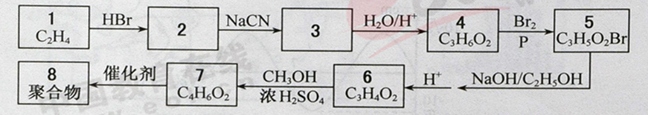 1 HBr 2 NaCN 3 H₂O/H⁺ 4 Br₂ 5
C₂H₄ C₃H₆O₂ P C₃H₅O₂Br
8 催化剂 7 CH₃OH 6 H⁺ NaOH/C₂H₅OH
聚合物 C₄H₆O₂ 浓H₂SO₄ C₃H₄O₂